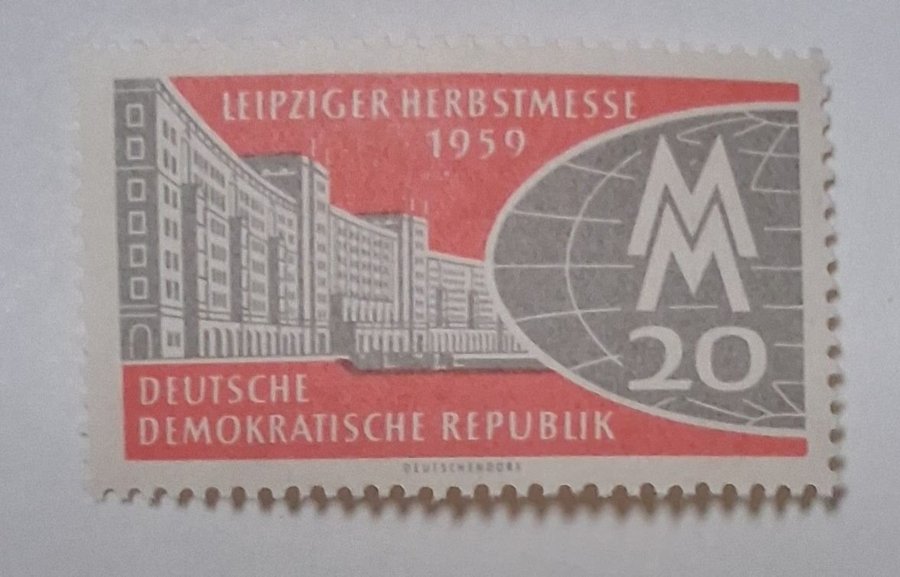 LEIPZIGER HERBSTMESSE
1959
MM
20
DEUTSCHE
DEMOKRATISCHE REPUBLIK
DEUTSCHENDORF